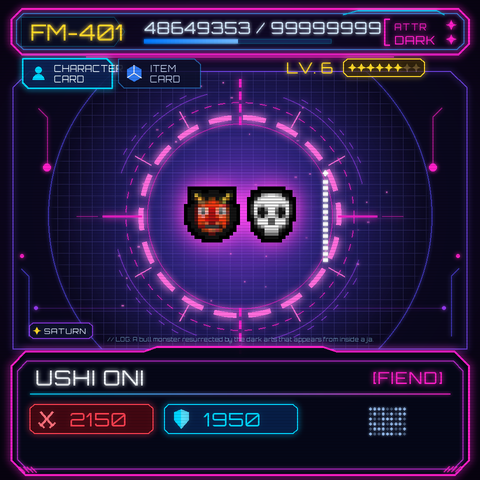 FM-401
48649353 / 99999999
ATTR
DARK
CHARACTER
CARD
ITEM
CARD
LV. 6
SATURN
// LOG: A bull monster resurrected by the dark arts that appears from inside a ja
USHI ONI
[FIEND]
2150
1950